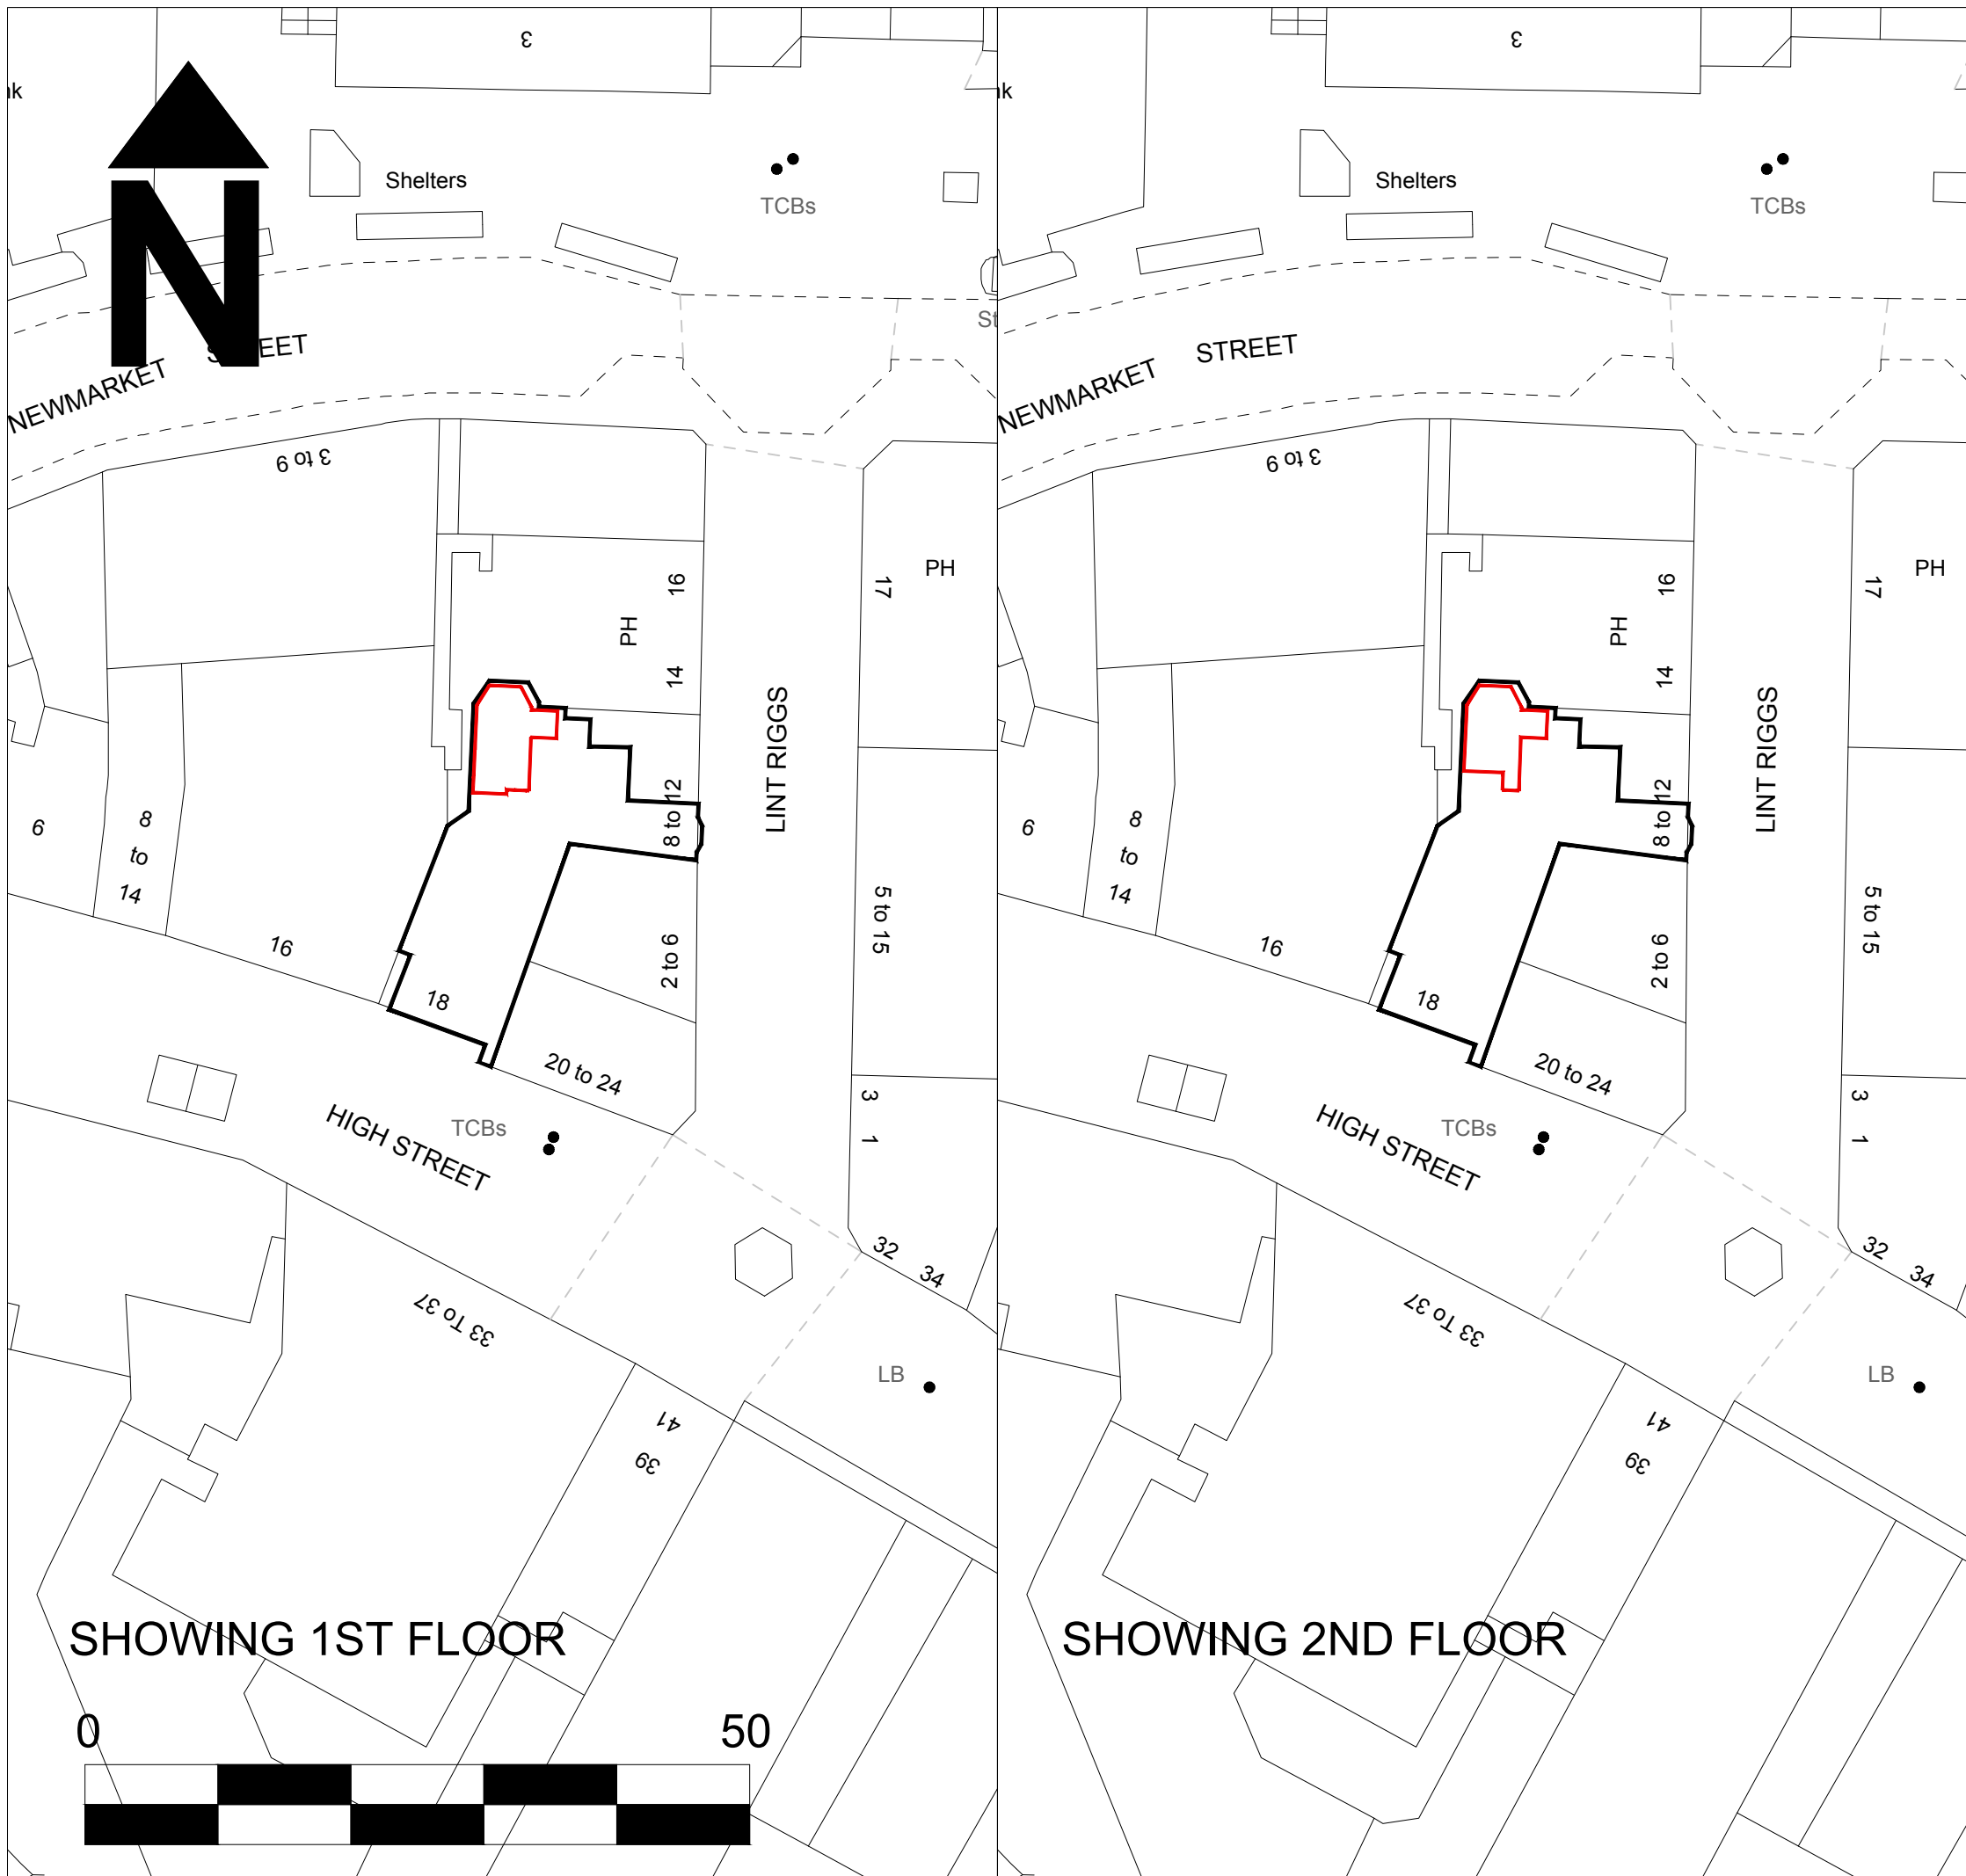 3
nk
N
Shelters
TCBs
St
NEWMARKET STREET
3 to 9
16
PH
14
17
PH
LINT RIGGS
8 to 12
6
8
to
14
16
18
2 to 6
5 to 15
20 to 24
TCBs
HIGH STREET
3
1
32
34
33 To 37
LB
41
39
SHOWING 1ST FLOOR
0
50
3
nk
Shelters
TCBs
NEWMARKET STREET
3 to 9
16
PH
14
17
PH
LINT RIGGS
8 to 12
6
8
to
14
16
18
2 to 6
5 to 15
20 to 24
TCBs
HIGH STREET
3
1
32
34
33 To 37
LB
41
39
SHOWING 2ND FLOOR